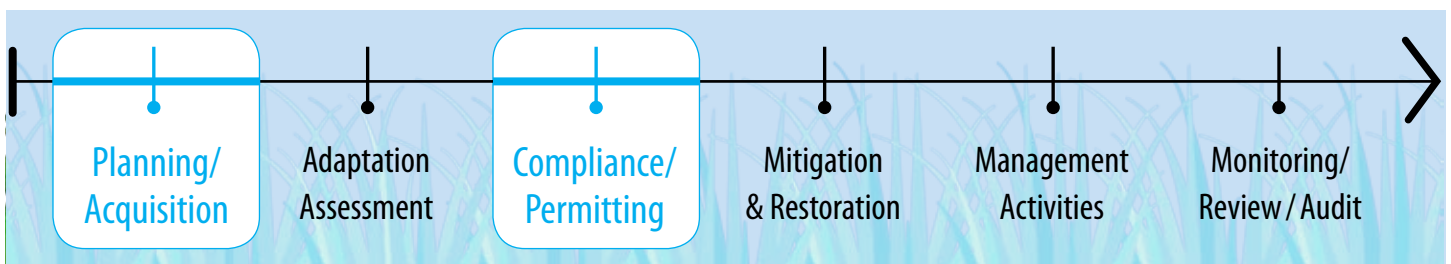 Planning/
Acquisition
Adaptation
Assessment
Compliance/
Permitting
Mitigation
& Restoration
Management
Activities
Monitoring/
Review / Audit